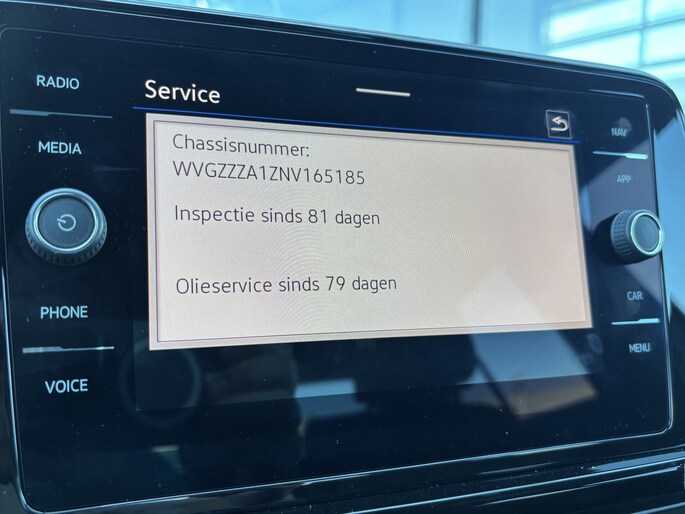 Service
Chassisnummer:
WVGZZZA1ZNV165185
Inspectie sinds 81 dagen
Olieservice sinds 79 dagen
RADIO
MEDIA
PHONE
VOICE
NAV
APP
CAR
MENU